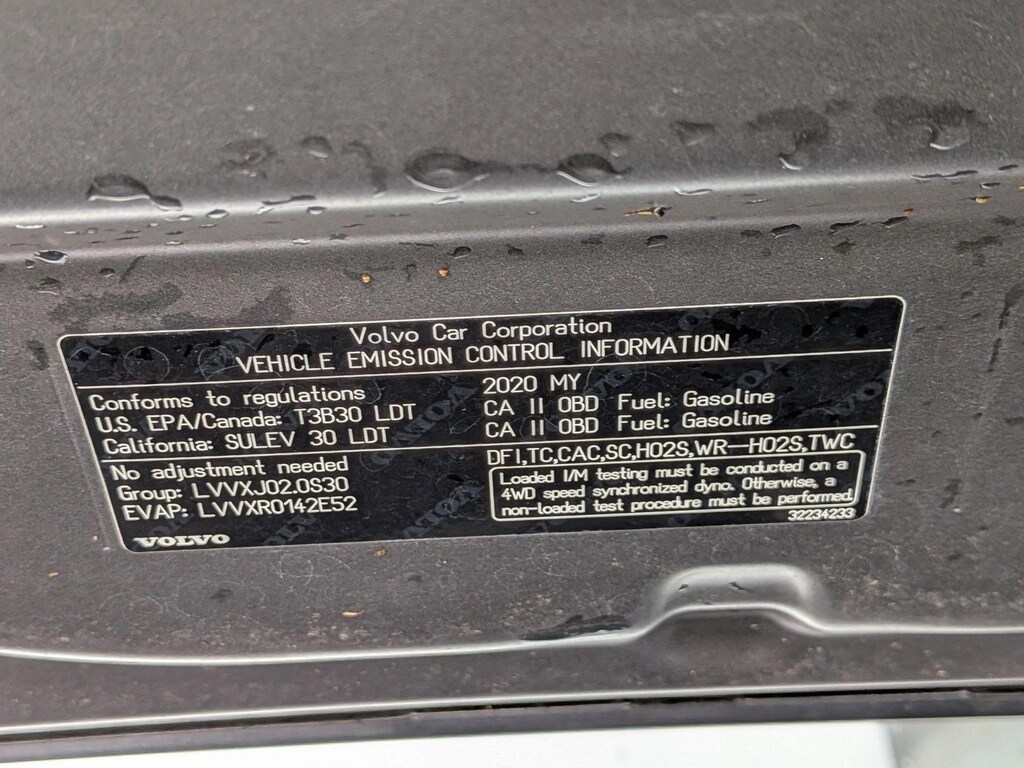 Volvo Car Corporation
VEHICLE EMISSION CONTROL INFORMATION
Conforms to regulations 2020 MY
U.S. EPA/Canada: T3B30 LDT CA II OBD Fuel: Gasoline
California: SULEV 30 LDT CA II OBD Fuel: Gasoline
No adjustment needed
Group: LVVXJ02.0S30
EVAP: LVVXR0142E52
DFI,TC,CAC,SC,HO2S,WR-HO2S,TWC
Loaded I/M testing must be conducted on a
4WD speed synchronized dyno. Otherwise, a
non-loaded test procedure must be performed.
32234233
VOLVO